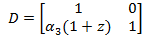 D = [ 1 0
α₃(1 + z) 1 ]